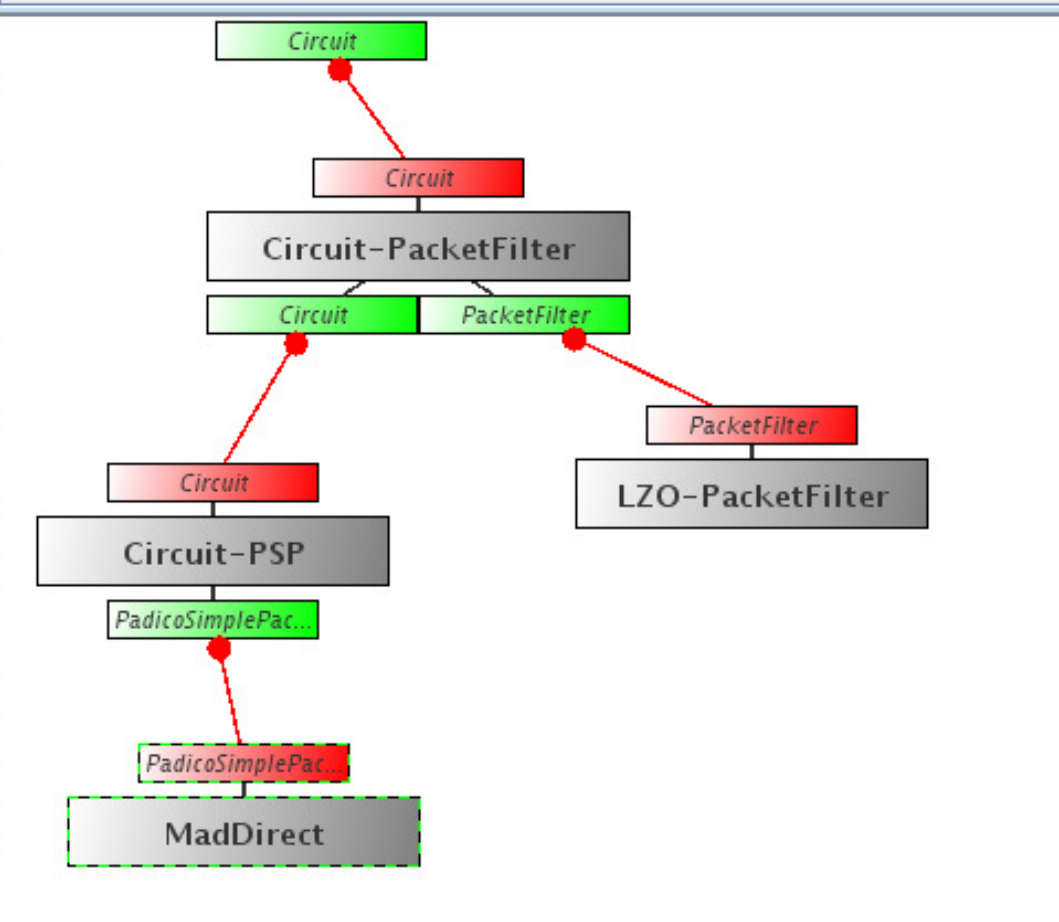 Circuit
Circuit
Circuit-PacketFilter
Circuit PacketFilter
PacketFilter
LZO-PacketFilter
Circuit
Circuit-PSP
PadicoSimplePac...
PadicoSimplePac...
MadDirect